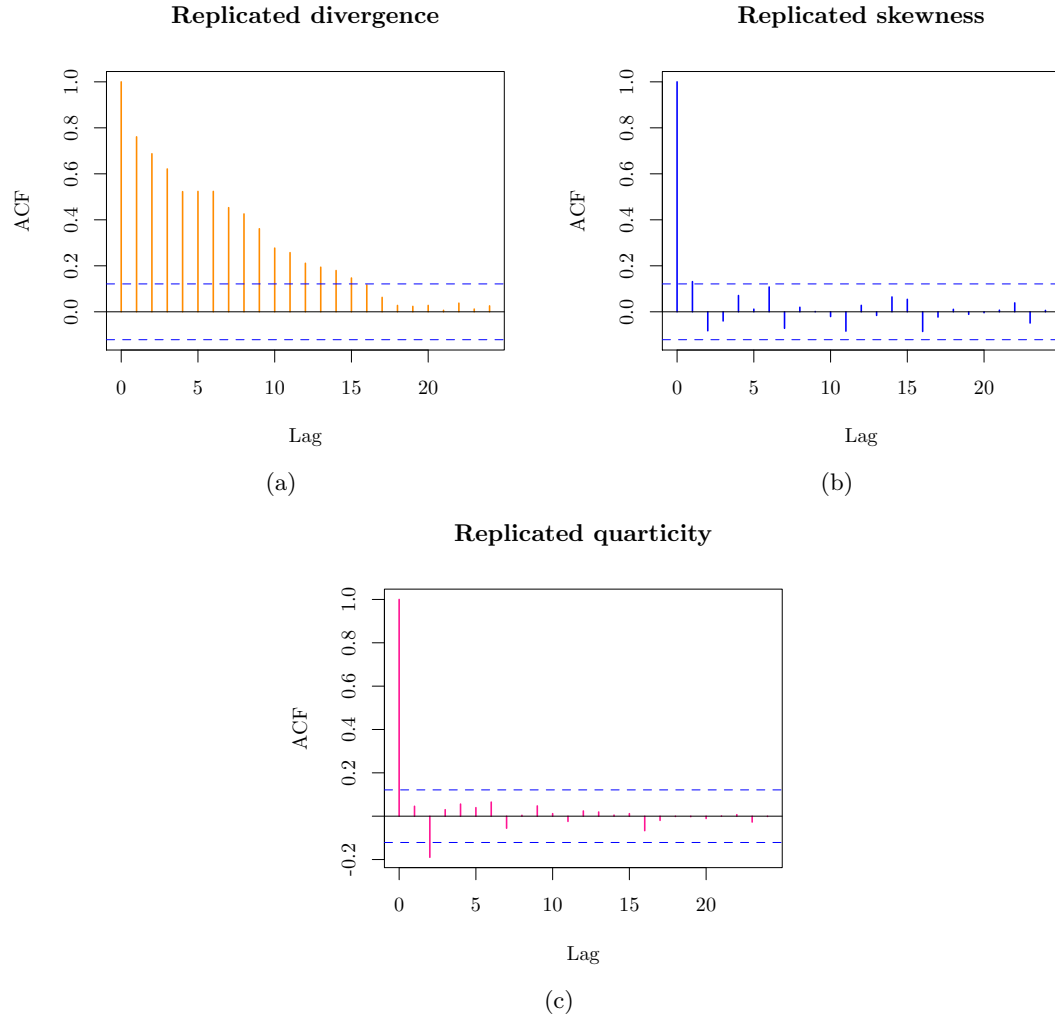 Replicated divergence
ACF
0.0 0.2 0.4 0.6 0.8 1.0
0 5 10 15 20
Lag
(a)
Replicated skewness
ACF
0.0 0.2 0.4 0.6 0.8 1.0
0 5 10 15 20
Lag
(b)
Replicated quarticity
ACF
-0.2 0.0 0.2 0.4 0.6 0.8 1.0
0 5 10 15 20
Lag
(c)